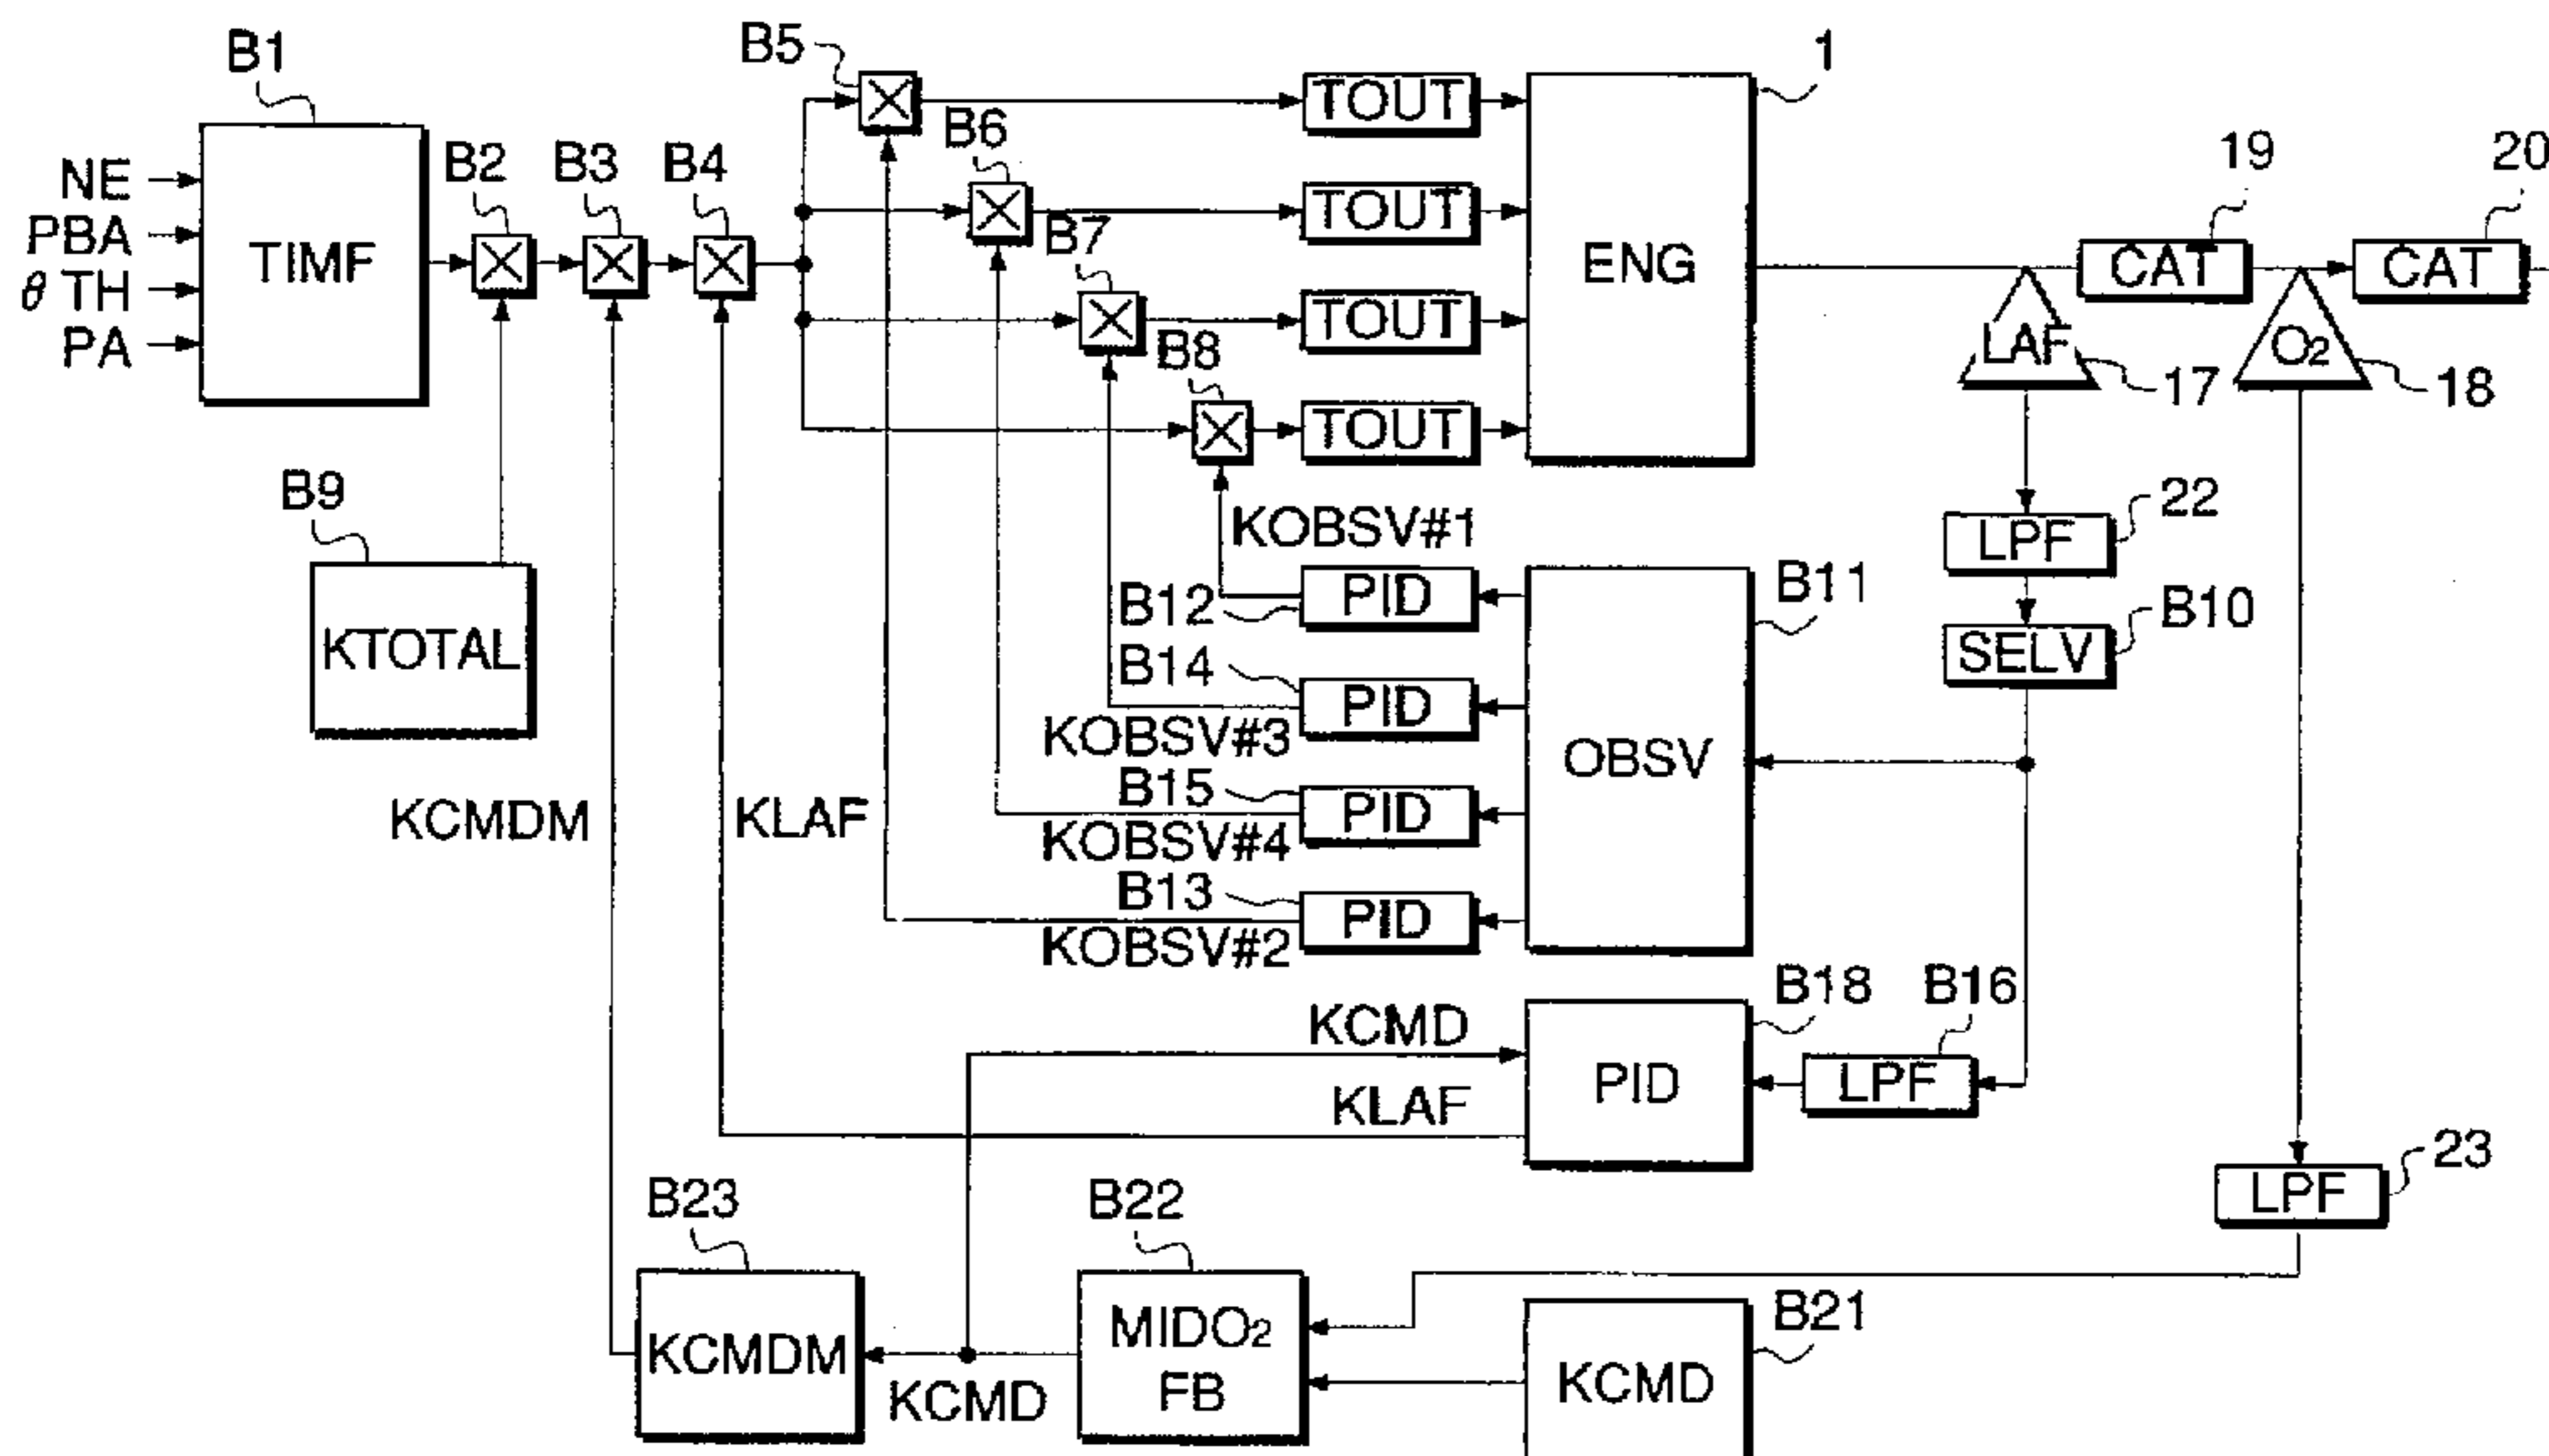 B1
B5
1
B6
B2
B3
B4
19
20
NE
PBA
θ TH
PA
TIMF
TOUT
TOUT
TOUT
TOUT
B7
B8
ENG
CAT
CAT
LAF
17
O₂
18
B9
KTOTAL
KOBSV#1
22
LPF
B10
SELV
B12
PID
B11
B14
PID
KOBSV#3
OBSV
B15
PID
KOBSV#4
B13
PID
KOBSV#2
KCMDM
KLAF
KCMD
B18
B16
PID
LPF
KLAF
23
LPF
B23
B22
KCMDM
KCMD
MIDO₂
FB
B21
KCMD